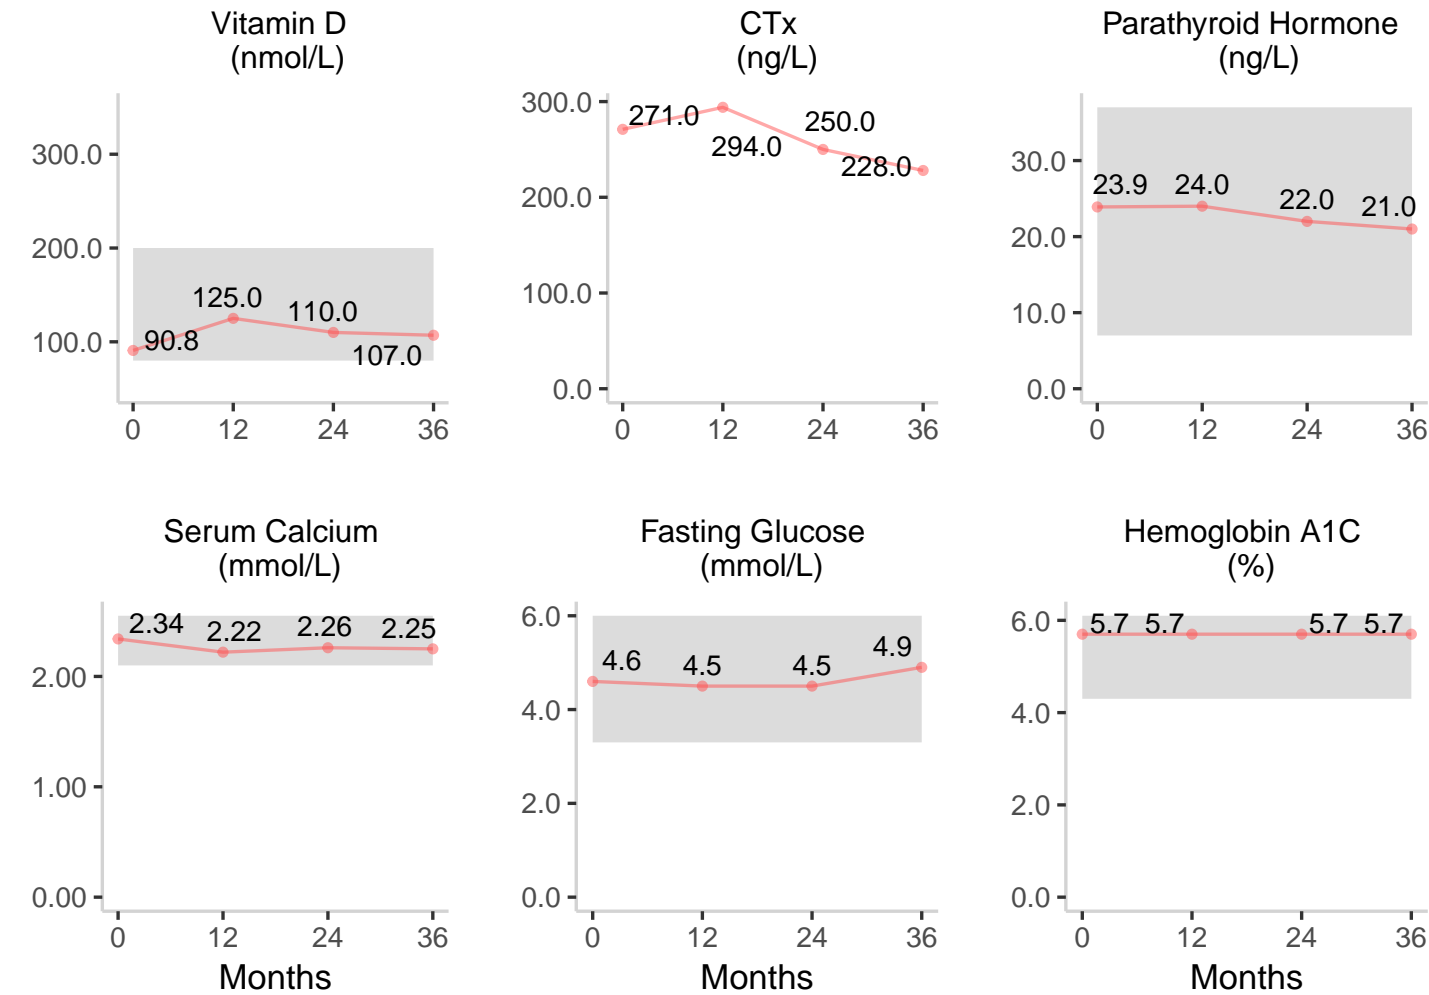 Vitamin D
(nmol/L)
300.0
200.0
100.0
90.8
125.0
110.0
107.0
0 12 24 36
CTx
(ng/L)
300.0
200.0
100.0
0.0
271.0
294.0
250.0
228.0
0 12 24 36
Parathyroid Hormone
(ng/L)
30.0
20.0
10.0
0.0
23.9 24.0 22.0 21.0
0 12 24 36
Serum Calcium
(mmol/L)
2.00
1.00
0.00
2.34 2.22 2.26 2.25
0 12 24 36
Months
Fasting Glucose
(mmol/L)
6.0
4.0
2.0
0.0
4.6 4.5 4.5 4.9
0 12 24 36
Months
Hemoglobin A1C
(%)
6.0
4.0
2.0
0.0
5.7 5.7 5.7 5.7
0 12 24 36
Months